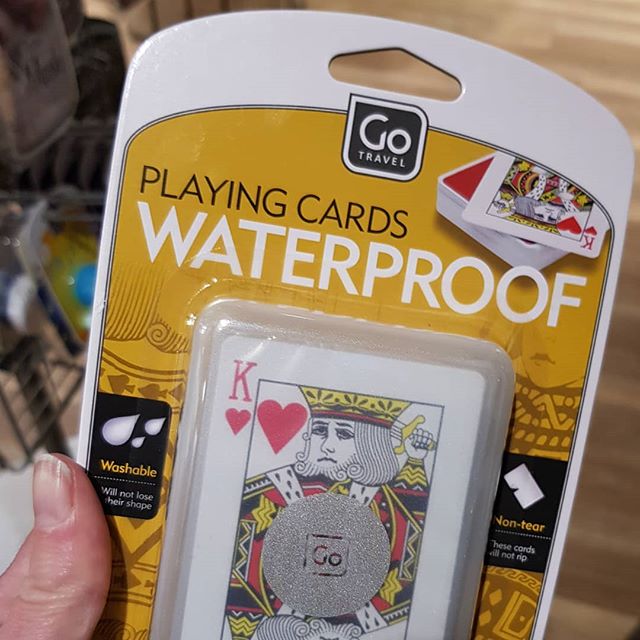 Go
TRAVEL
PLAYING CARDS
WATERPROOF
K
K
Washable
Will not lose
their shape
Go
Non-tear
These cards
will not rip